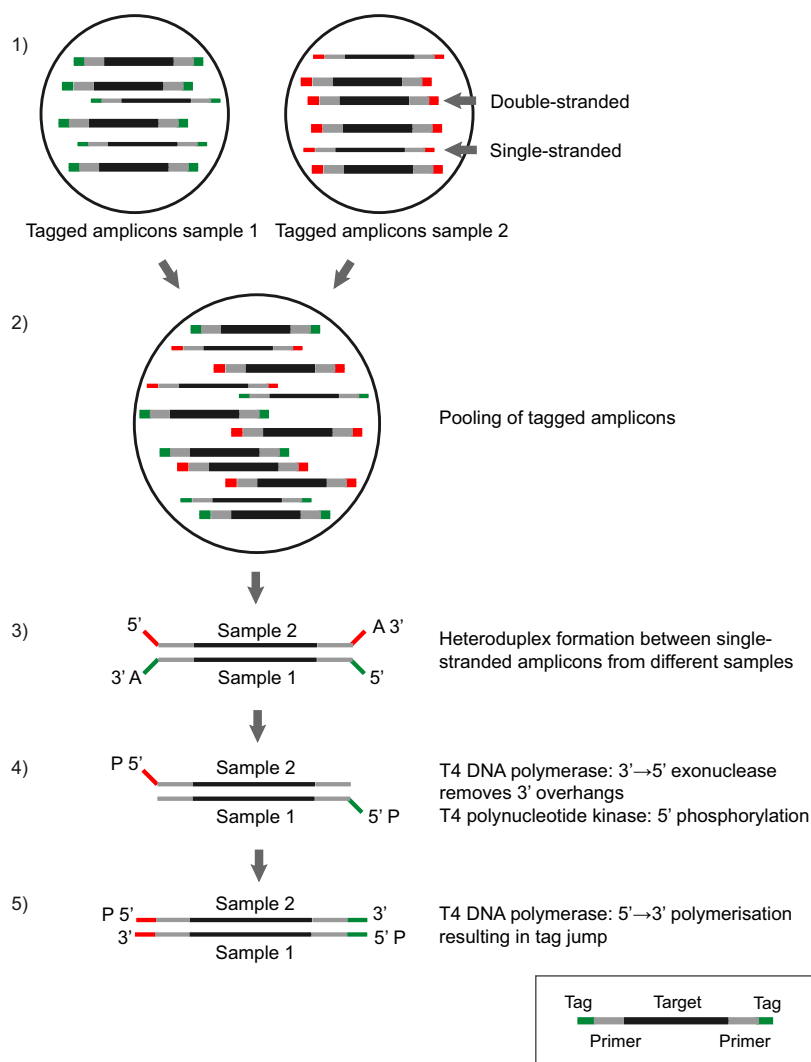 1)
Double-stranded
Single-stranded
Tagged amplicons sample 1
Tagged amplicons sample 2
2)
Pooling of tagged amplicons
3)
5’
Sample 2
A 3’
3’ A
Sample 1
5’
Heteroduplex formation between single-
stranded amplicons from different samples
4)
P 5’
Sample 2
Sample 1
5’ P
T4 DNA polymerase: 3’→5’ exonuclease
removes 3’ overhangs
T4 polynucleotide kinase: 5’ phosphorylation
5)
P 5’
Sample 2
3’
3’
Sample 1
5’ P
T4 DNA polymerase: 5’→3’ polymerisation
resulting in tag jump
Tag
Target
Tag
Primer
Primer